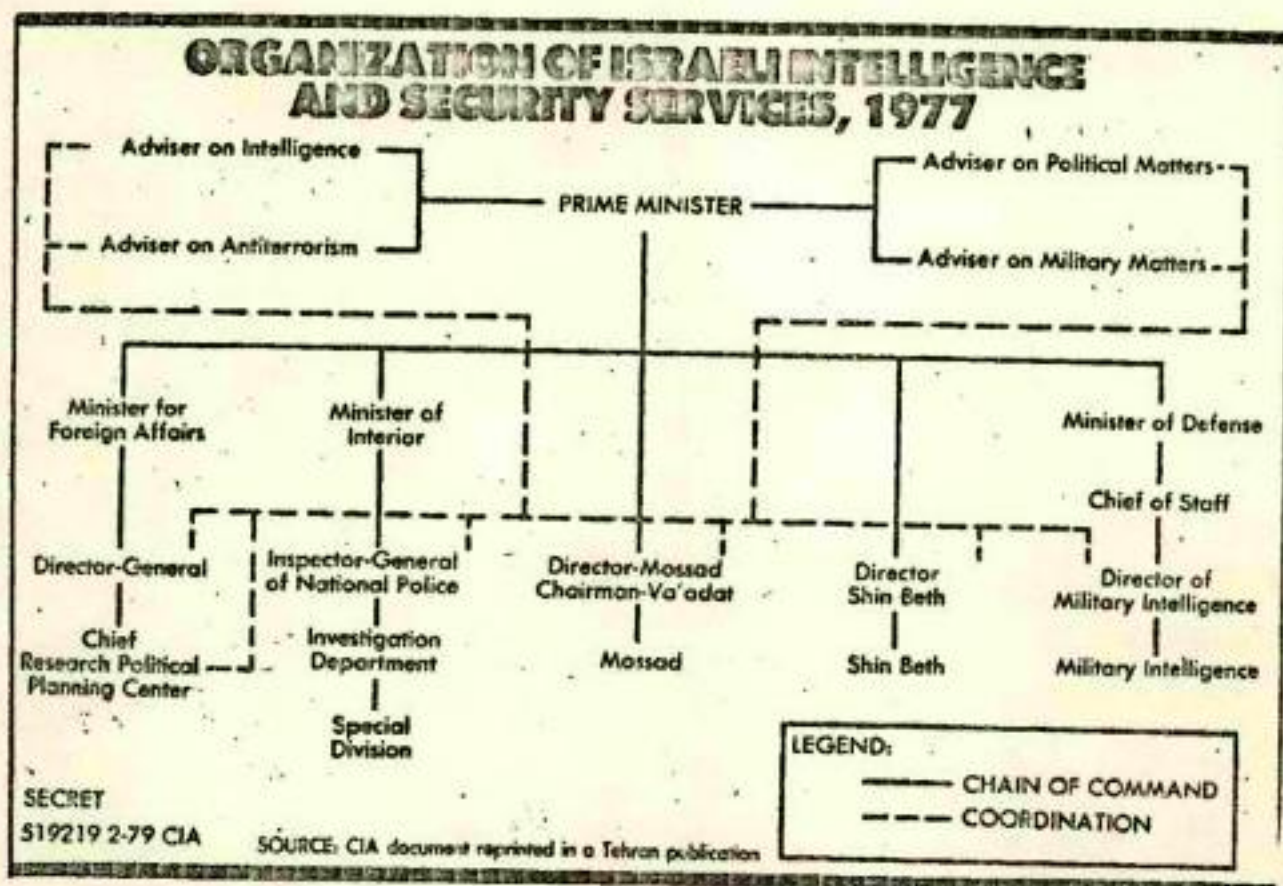 ORGANIZATION OF ISRAELI INTELLIGENCE
AND SECURITY SERVICES, 1977
Adviser on Intelligence
Adviser on Political Matters
PRIME MINISTER
Adviser on Antiterrorism
Adviser on Military Matters
Minister for
Foreign Affairs
Minister of
Interior
Minister of Defense
Chief of Staff
Director-General
Inspector-General
of National Police
Director-Mossad
Chairman-Va'adat
Director
Shin Beth
Director of
Military Intelligence
Chief
Research Political
Planning Center
Investigation
Department
Mossad
Shin Beth
Military Intelligence
Special
Division
LEGEND:
CHAIN OF COMMAND
COORDINATION
SECRET
519219 2-79 CIA
SOURCE: CIA document reprinted in a Tehran publication